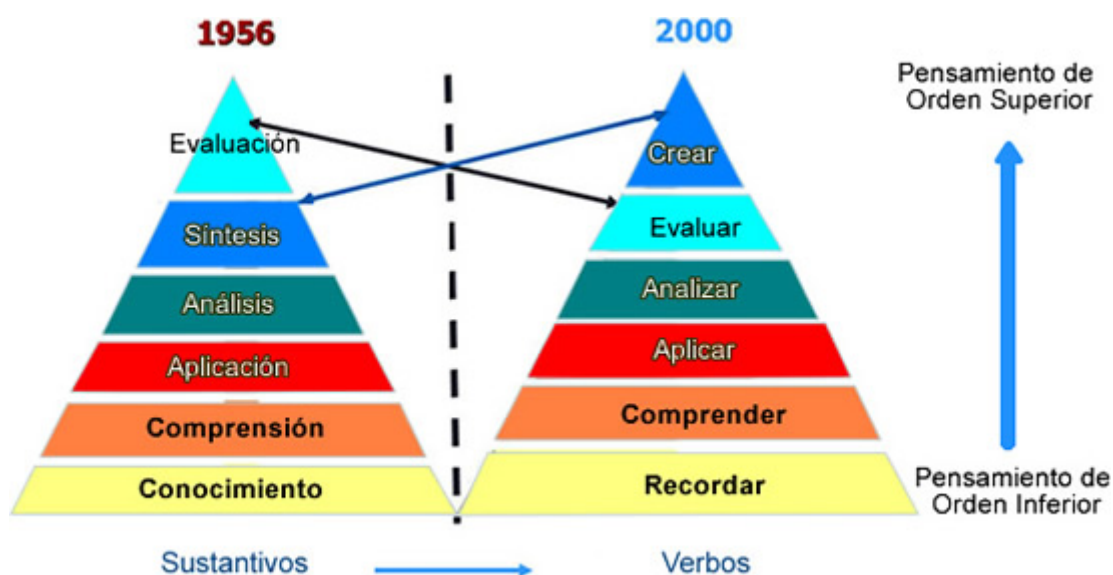 1956
2000
Evaluación
Síntesis
Análisis
Aplicación
Comprensión
Conocimiento
Crear
Evaluar
Analizar
Aplicar
Comprender
Recordar
Pensamiento de
Orden Superior
Pensamiento de
Orden Inferior
Sustantivos
Verbos